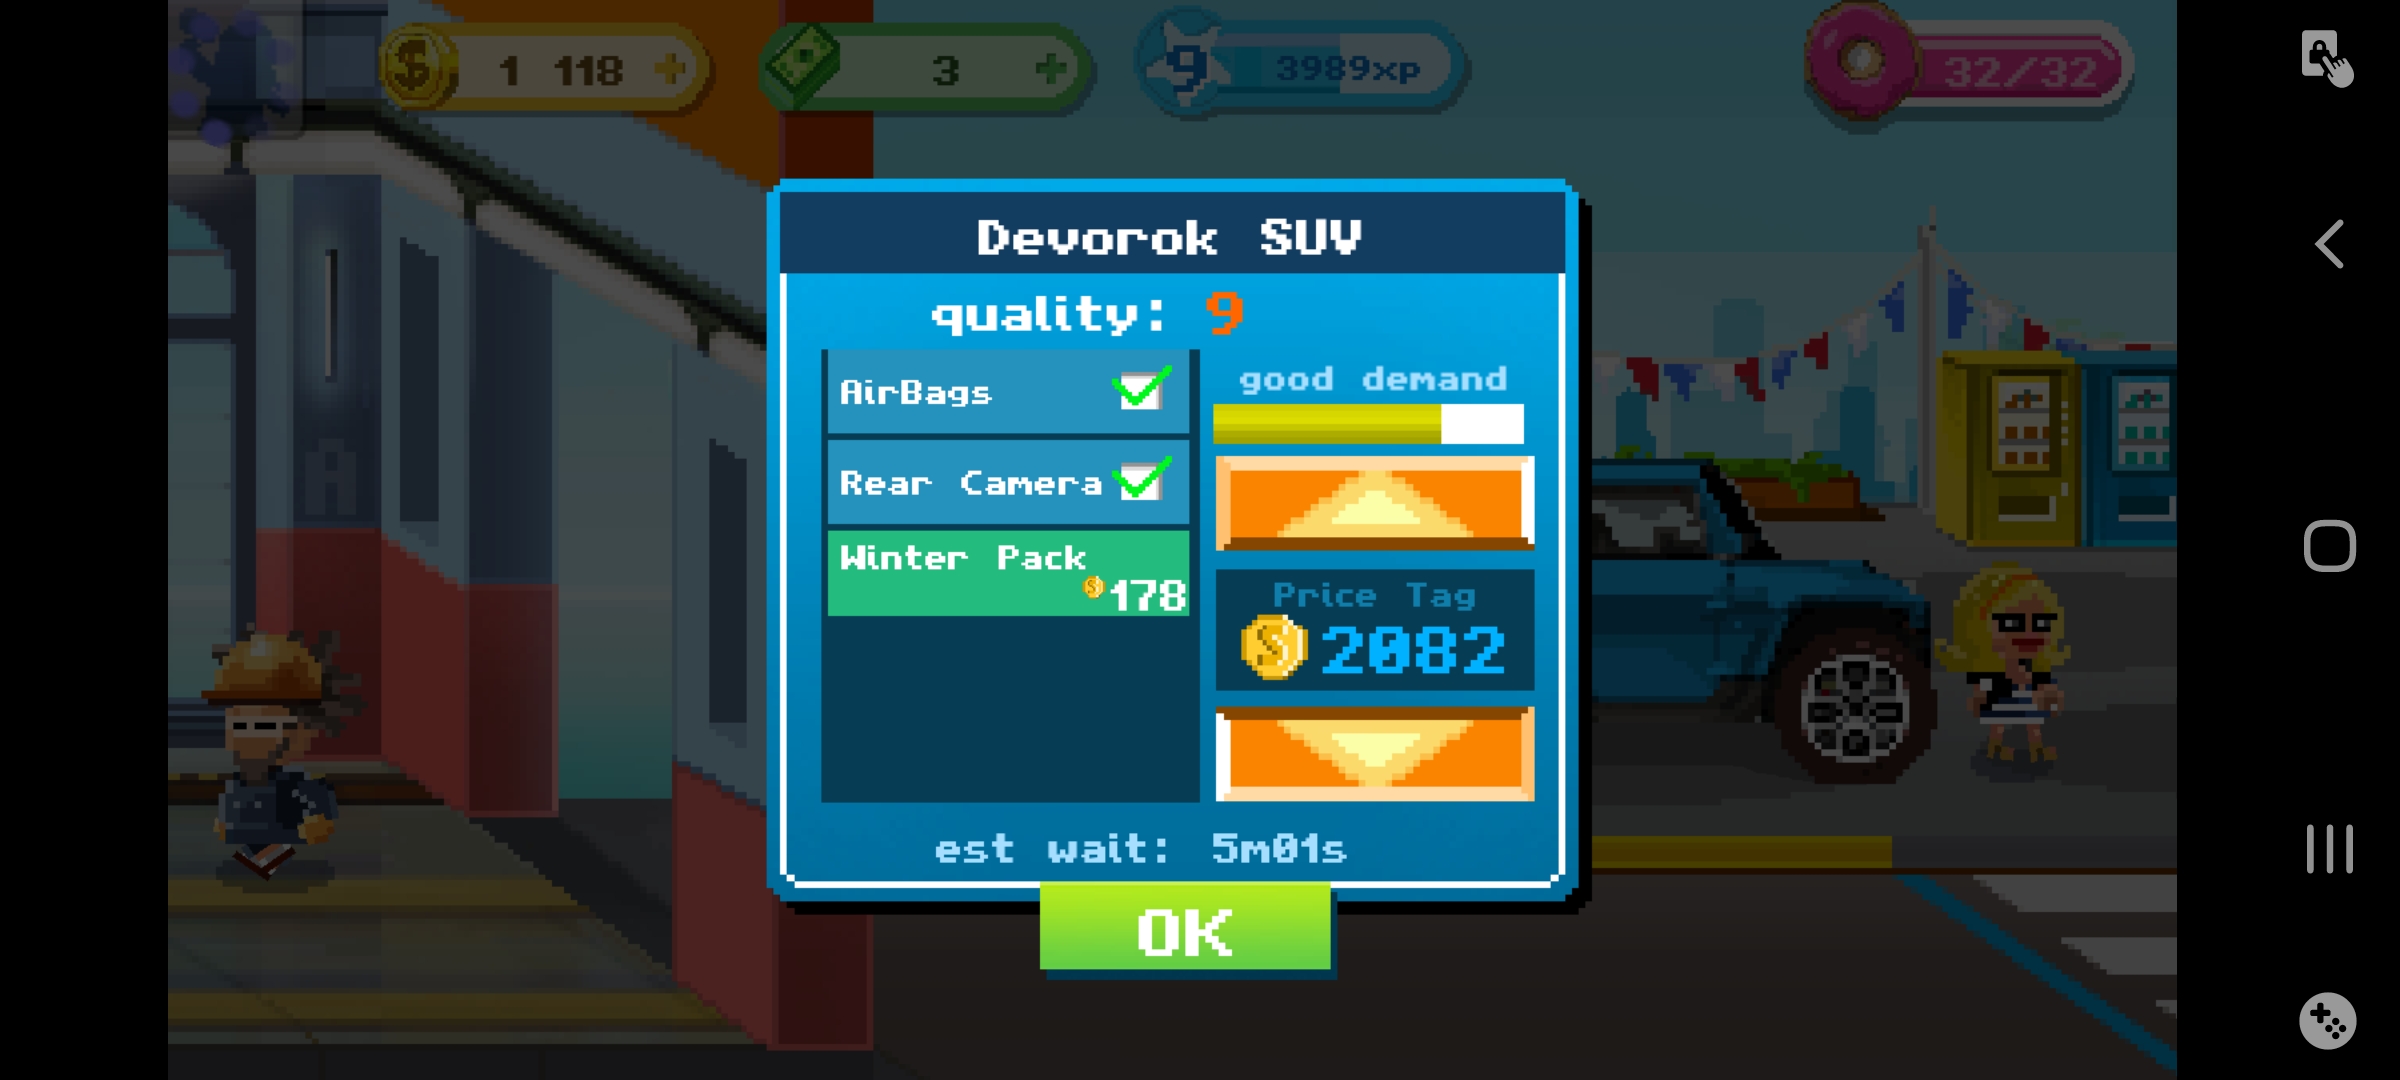 1 118 +
3 +
9 3989xp
32/32
Devorok SUV
quality: 9
AirBags
Rear Camera
Winter Pack
178
good demand
Price Tag
2082
est wait: 5m01s
OK